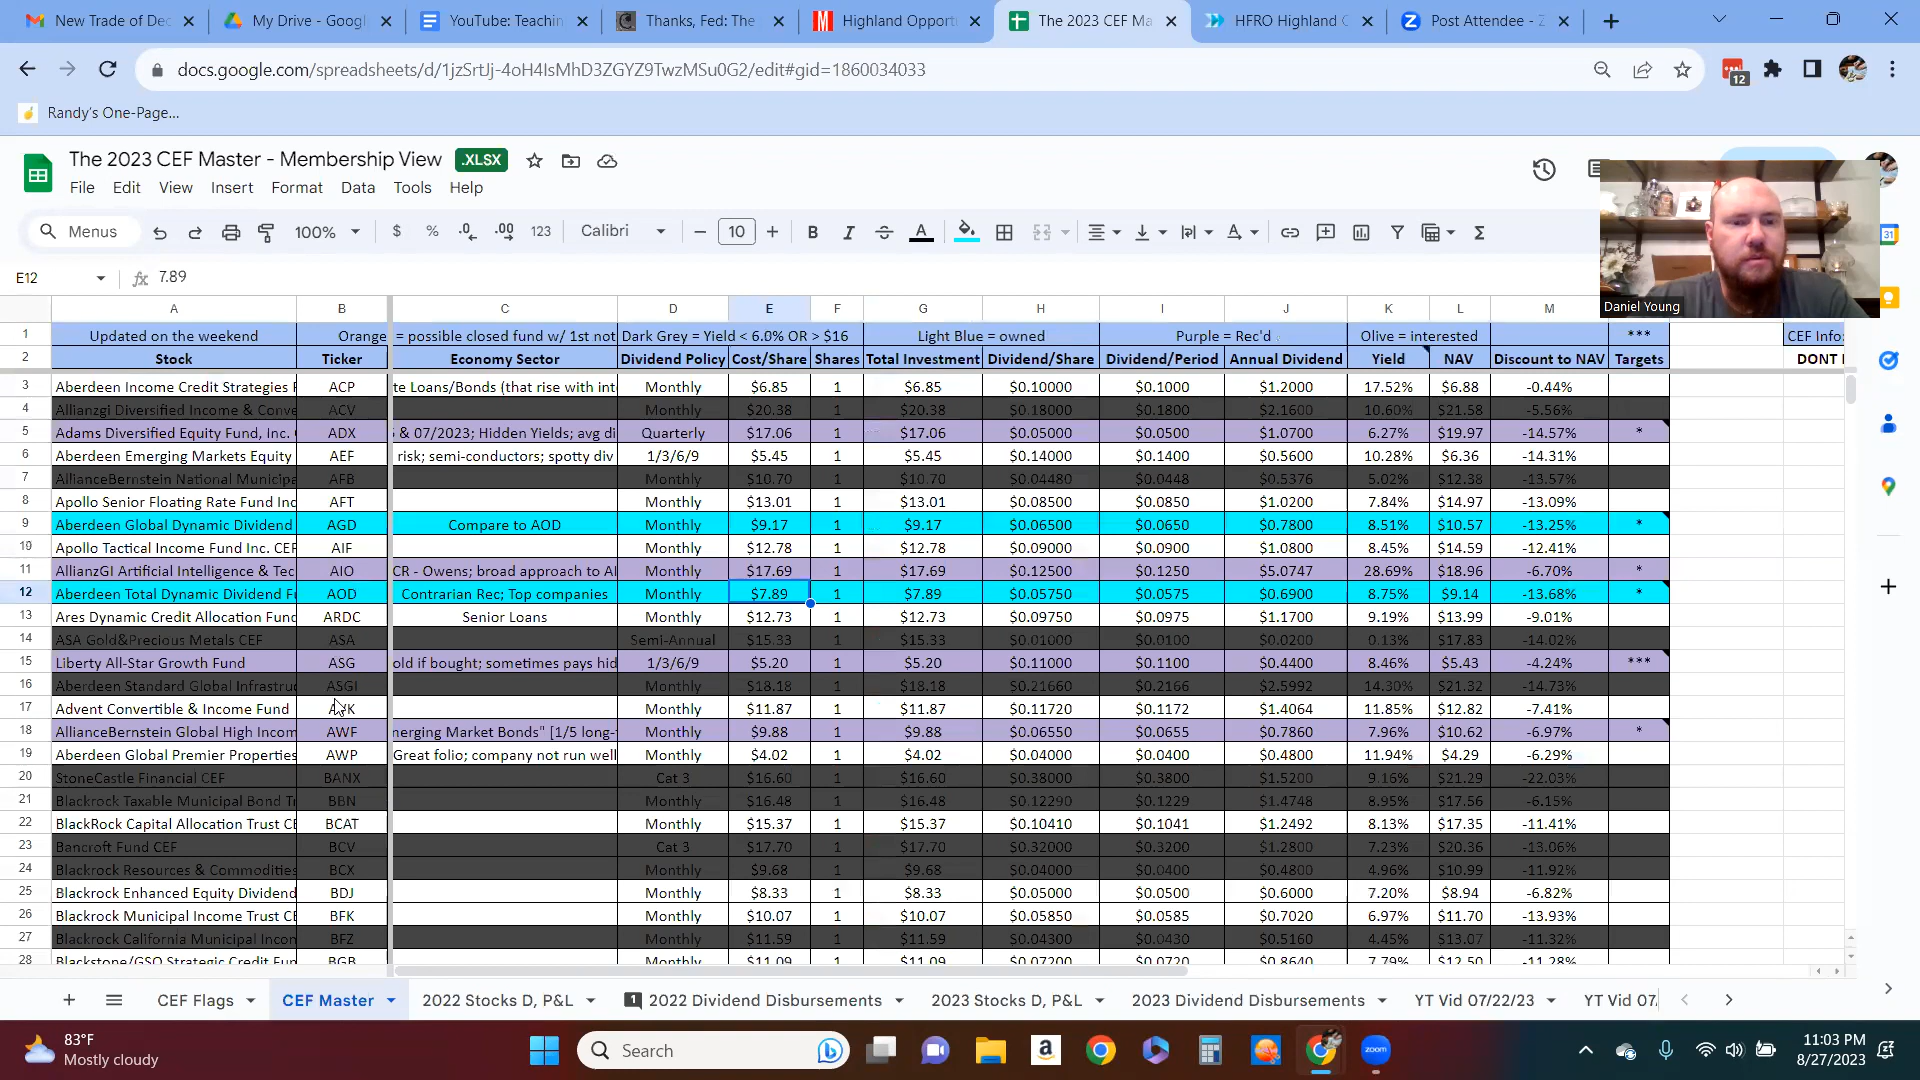 New Trade of Dec
My Drive - Googl
YouTube: Teachin
Thanks, Fed: The
Highland Opport
The 2023 CEF Ma
HFRO Highland C
Post Attendee - Z
docs.google.com/spreadsheets/d/1jzSrtJj-4oH4IsMhD3ZGYZ9TwzMSu0G2/edit#gid=1860034033
12
Randy's One-Page...
The 2023 CEF Master - Membership View .XLSX
File Edit View Insert Format Data Tools Help
Menus 100% $ % .0 .00 123 Calibri 10 B I A
E12 7.89
Daniel Young
A B C D E F G H I J K L M
1 Updated on the weekend Orange = possible closed fund w/ 1st not Dark Grey = Yield < 6.0% OR > $16 Light Blue = owned Purple = Rec'd Olive = interested *** CEF Info:
2 Stock Ticker Economy Sector Dividend Policy Cost/Share Shares Total Investment Dividend/Share Dividend/Period Annual Dividend Yield NAV Discount to NAV Targets DONT
3 Aberdeen Income Credit Strategies ACP te Loans/Bonds (that rise with int Monthly $6.85 1 $6.85 $0.10000 $0.1000 $1.2000 17.52% $6.88 -0.44%
4 Allianzgi Diversified Income & Conve ACV Monthly $20.38 1 $20.38 $0.18000 $0.1800 $2.1600 10.60% $21.58 -5.56%
5 Adams Diversified Equity Fund, Inc. ADX & 07/2023; Hidden Yields; avg di Quarterly $17.06 1 $17.06 $0.05000 $0.0500 $1.0700 6.27% $19.97 -14.57% *
6 Aberdeen Emerging Markets Equity AEF risk; semi-conductors; spotty div 1/3/6/9 $5.45 1 $5.45 $0.14000 $0.1400 $0.5600 10.28% $6.36 -14.31%
7 AllianceBernstein National Municipa AFB Monthly $10.70 1 $10.70 $0.04480 $0.0448 $0.5376 5.02% $12.38 -13.57%
8 Apollo Senior Floating Rate Fund Inc AFT Monthly $13.01 1 $13.01 $0.08500 $0.0850 $1.0200 7.84% $14.97 -13.09%
9 Aberdeen Global Dynamic Dividend AGD Compare to AOD Monthly $9.17 1 $9.17 $0.06500 $0.0650 $0.7800 8.51% $10.57 -13.25% *
10 Apollo Tactical Income Fund Inc. CEF AIF Monthly $12.78 1 $12.78 $0.09000 $0.0900 $1.0800 8.45% $14.59 -12.41%
11 AllianzGI Artificial Intelligence & Tec AIO CR - Owens; broad approach to AI Monthly $17.69 1 $17.69 $0.12500 $0.1250 $5.0747 28.69% $18.96 -6.70% *
12 Aberdeen Total Dynamic Dividend Fu AOD Contrarian Rec; Top companies Monthly $7.89 1 $7.89 $0.05750 $0.0575 $0.6900 8.75% $9.14 -13.68% *
13 Ares Dynamic Credit Allocation Fund ARDC Senior Loans Monthly $12.73 1 $12.73 $0.09750 $0.0975 $1.1700 9.19% $13.99 -9.01%
14 ASA Gold&Precious Metals CEF ASA Semi-Annual $15.33 1 $15.33 $0.01000 $0.0100 $0.0200 0.13% $17.83 -14.02%
15 Liberty All-Star Growth Fund ASG old if bought; sometimes pays hid 1/3/6/9 $5.20 1 $5.20 $0.11000 $0.1100 $0.4400 8.46% $5.43 -4.24% ***
16 Aberdeen Standard Global Infrastruc ASGI Monthly $18.18 1 $18.18 $0.21660 $0.2166 $2.5992 14.30% $21.32 -14.73%
17 Advent Convertible & Income Fund Monthly $11.87 1 $11.87 $0.11720 $0.1172 $1.4064 11.85% $12.82 -7.41%
18 AllianceBernstein Global High Incom AWF nerging Market Bonds" [1/5 long- Monthly $9.88 1 $9.88 $0.06550 $0.0655 $0.7860 7.96% $10.62 -6.97% *
19 Aberdeen Global Premier Properties AWP Great folio; company not run well Monthly $4.02 1 $4.02 $0.04000 $0.0400 $0.4800 11.94% $4.29 -6.29%
20 StoneCastle Financial CEF BANX Cat 3 $16.60 1 $16.60 $0.38000 $0.3800 $1.5200 9.16% $21.29 -22.03%
21 Blackrock Taxable Municipal Bond Tr BBN Monthly $16.48 1 $16.48 $0.12290 $0.1229 $1.4748 8.95% $17.56 -6.15%
22 BlackRock Capital Allocation Trust CE BCAT Monthly $15.37 1 $15.37 $0.10410 $0.1041 $1.2492 8.13% $17.35 -11.41%
23 Bancroft Fund CEF BCV Cat 3 $17.70 1 $17.70 $0.32000 $0.3200 $1.2800 7.23% $20.36 -13.06%
24 Blackrock Resources & Commodities BCX Monthly $9.68 1 $9.68 $0.04000 $0.0400 $0.4800 4.96% $10.99 -11.92%
25 Blackrock Enhanced Equity Dividend BDJ Monthly $8.33 1 $8.33 $0.05000 $0.0500 $0.6000 7.20% $8.94 -6.82%
26 Blackrock Municipal Income Trust CE BFK Monthly $10.07 1 $10.07 $0.05850 $0.0585 $0.7020 6.97% $11.70 -13.93%
27 Blackrock California Municipal Incon BFZ Monthly $11.59 1 $11.59 $0.04300 $0.0430 $0.5160 4.45% $13.07 -11.32%
28 Blackstone/GSO Strategic Credit Fun BGB Monthly $11.09 1 $11.09 $0.07200 $0.0720 $0.8640 7.79% $12.50 -11.28%
CEF Flags CEF Master 2022 Stocks D, P&L 1 2022 Dividend Disbursements 2023 Stocks D, P&L 2023 Dividend Disbursements YT Vid 07/22/23 YT Vid 07/
83°F
Mostly cloudy
Search
zoom
11:03 PM
8/27/2023